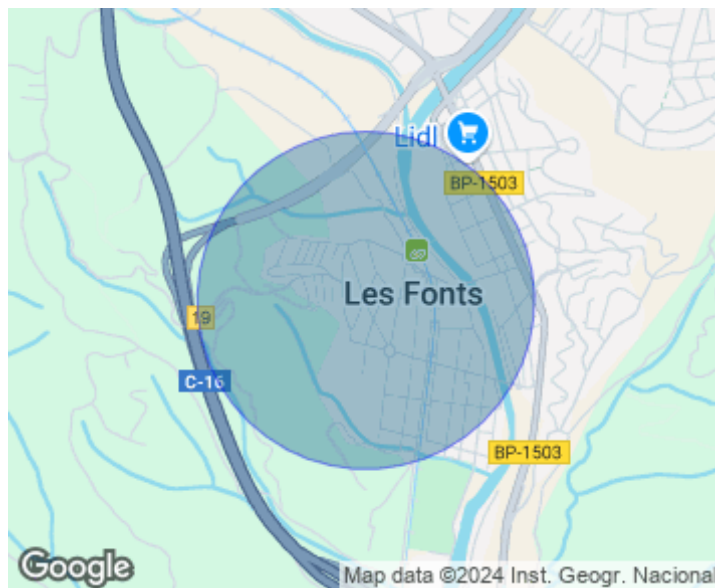 Lidl
BP-1503
Les Fonts
19
C-16
BP-1503
Google
Map data ©2024 Inst. Geogr. Nacional